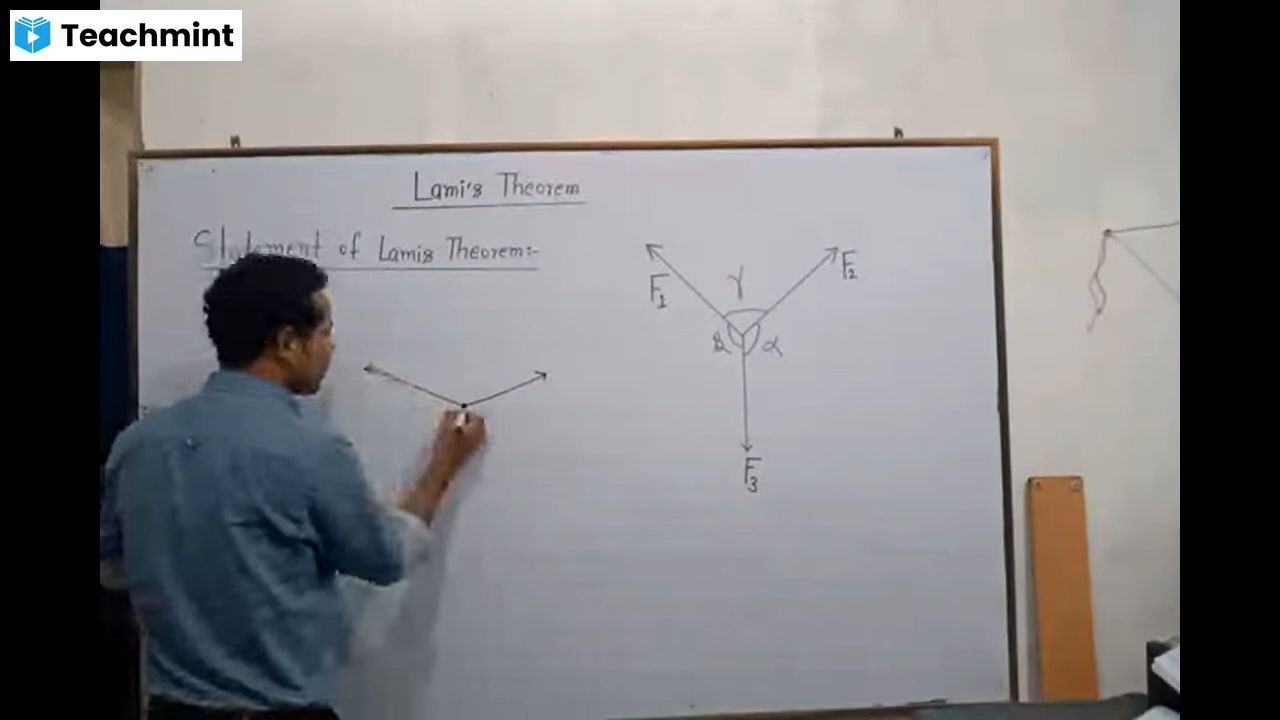 Teachmint
Lami's Theorem
Statement of Lamis Theorem:-
F1
γ
F2
α
F3